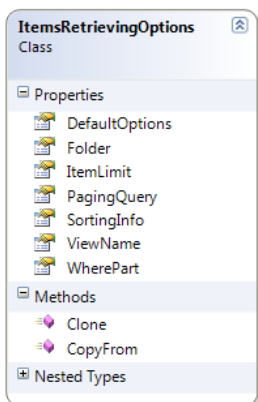 ItemsRetrievingOptions
Class
Properties
DefaultOptions
Folder
ItemLimit
PagingQuery
SortingInfo
ViewName
WherePart
Methods
Clone
CopyFrom
Nested Types